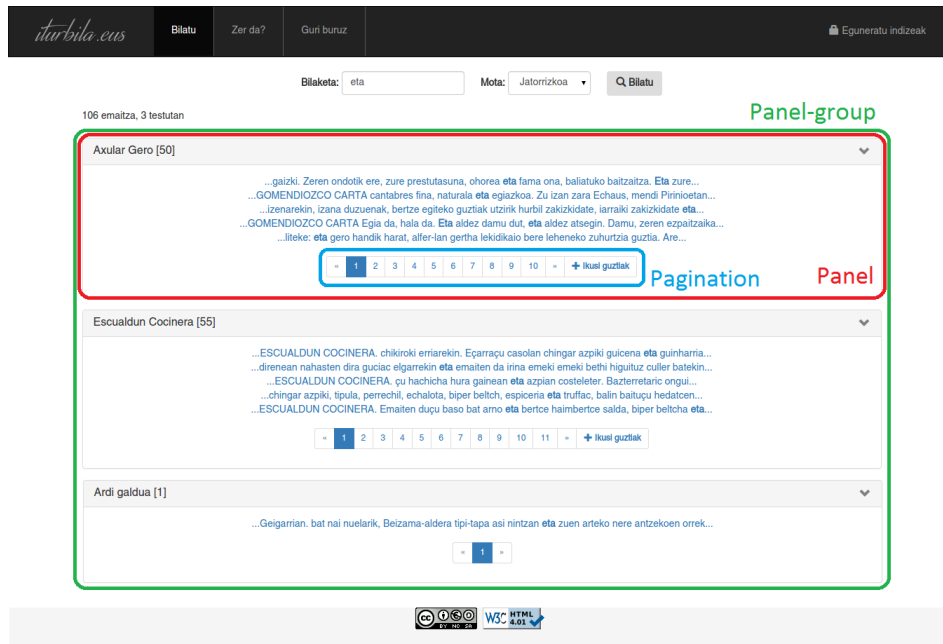 iturbila.eus Bilatu Zer da? Guri buruz Eguneratu indizeak
Bilaketa: eta Mota: Jatorrizkoa Bilatu
106 emaitza, 3 testutan
Panel-group
Axular Gero [50]
...gaizki. Zeren ondotik ere, zure prestutasuna, ohorea eta fama ona, baliatuko baitzaitza. Eta zure...
...GOMENDIOZCO CARTA cantabres fina, naturala eta egiazkoa. Zu izan zara Echaus, mendi Pirinioetan...
...izenarekin, izana duzuenak, bertze egiteko guztiak utzirik hurbil zakizkidate, iarraiki zakizkidate eta...
...GOMENDIOZCO CARTA Egia da, hala da. Eta aldez damu dut, eta aldez atsegin. Damu, zeren ezpaitzaika...
...liteke: eta gero handik harat, alfer-lan gertha lekidikaio bere leheneko zuhurtzia guztia. Are...
« 1 2 3 4 5 6 7 8 9 10 » Ikusi guztiak
Pagination
Panel
Escualdun Cocinera [55]
...ESCUALDUN COCINERA. chikiroki erriarekin. Eçarraçu casolan chingar azpiki guicena eta guinharria...
...direnean nahasten dira guciac elgarrekin eta emaiten da irina emeki emeki bethi higuituz culler batekin...
...ESCUALDUN COCINERA. çu hachicha hura gainean eta azpian costeleter. Bazterretaric ongui...
...chingar azpiki, tipula, perrechil, echalota, biper beltch, espiceria eta truffac, balin baituçu hedatcen...
...ESCUALDUN COCINERA. Emaiten duçu baso bat arno eta bertce haimbertce salda, biper beltcha eta...
« 1 2 3 4 5 6 7 8 9 10 11 » Ikusi guztiak
Ardi galdua [1]
...Geigarrian. bat nai nuelarik, Beizama-aldera tipi-tapa asi nintzan eta zuen arteko nere antzekoen orrek...
« 1 »
cc BY NC SA W3C HTML 4.01